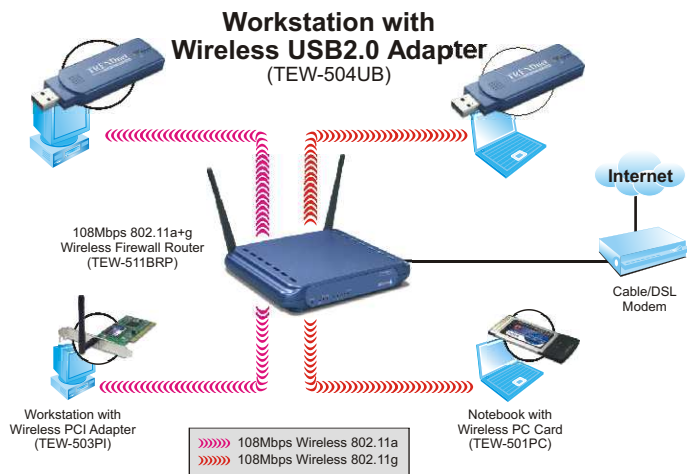 Workstation with
Wireless USB2.0 Adapter
(TEW-504UB)
TRENDnet
TRENDnet
Internet
108Mbps 802.11a+g
Wireless Firewall Router
(TEW-511BRP)
Cable/DSL
Modem
Workstation with
Wireless PCI Adapter
(TEW-503PI)
Notebook with
Wireless PC Card
(TEW-501PC)
108Mbps Wireless 802.11a
108Mbps Wireless 802.11g